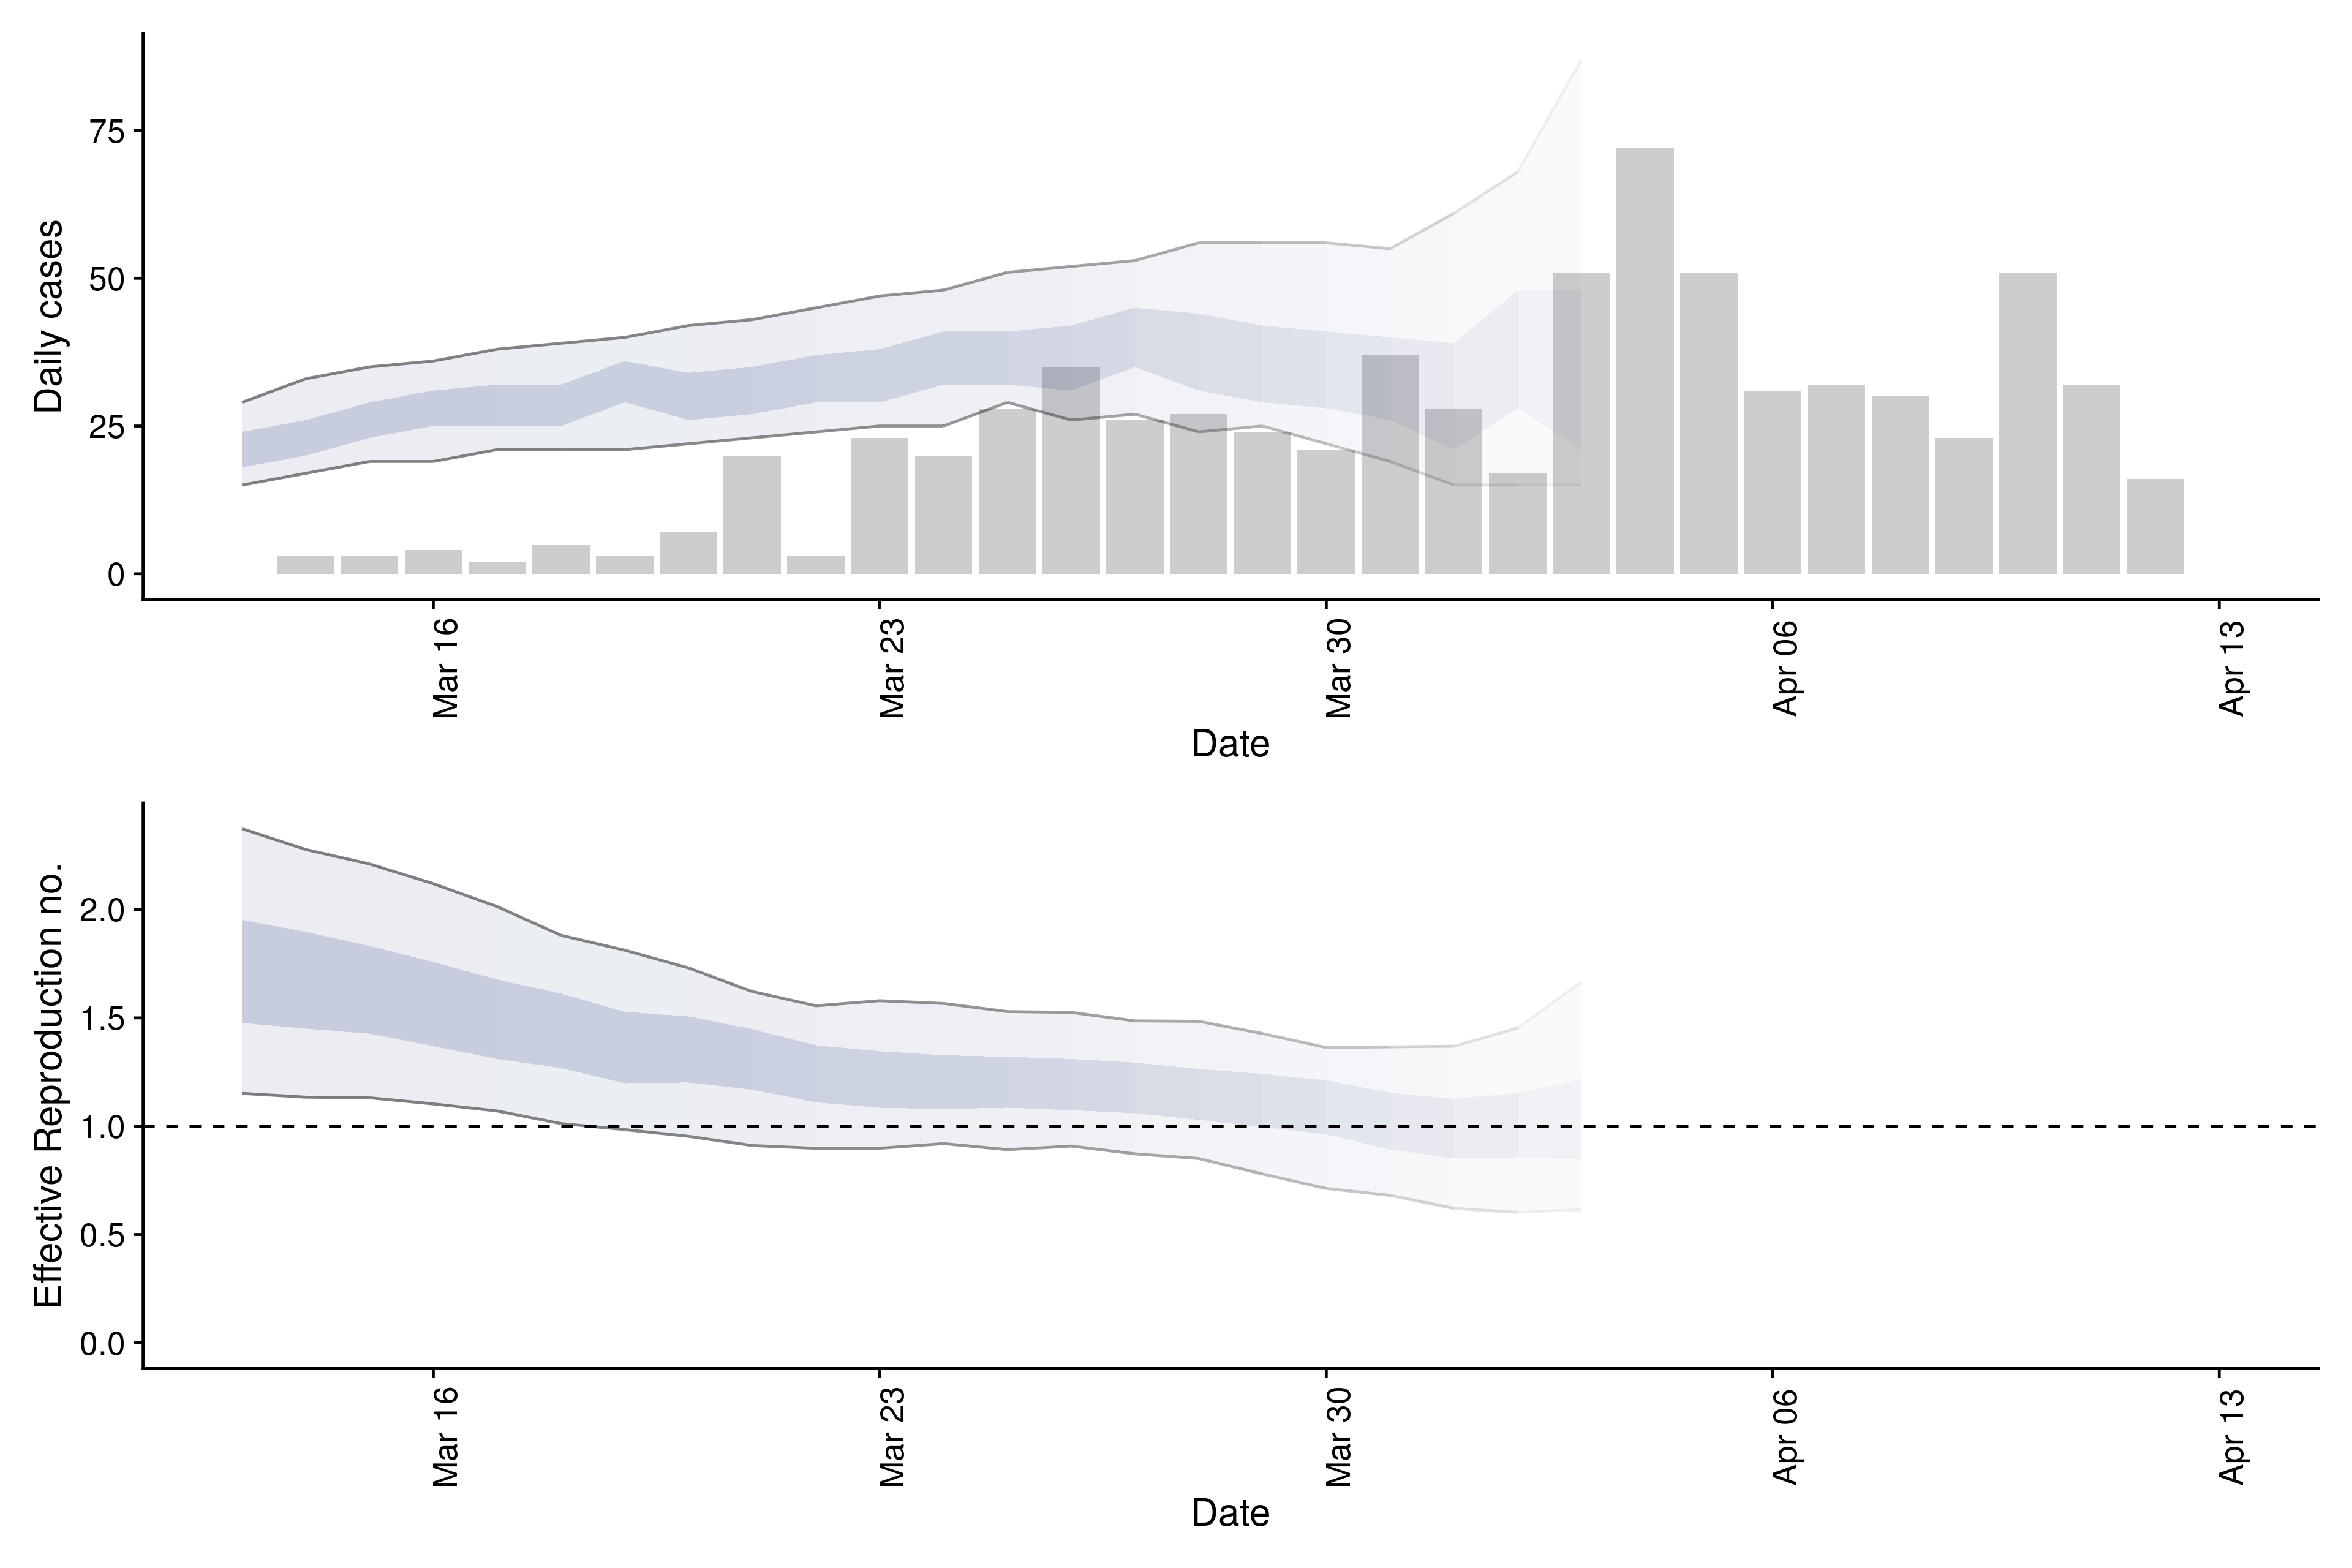 Daily cases
75
50
25
0
Mar 16
Mar 23
Mar 30
Apr 06
Apr 13
Date
Effective Reproduction no.
2.0
1.5
1.0
0.5
0.0
Mar 16
Mar 23
Mar 30
Apr 06
Apr 13
Date